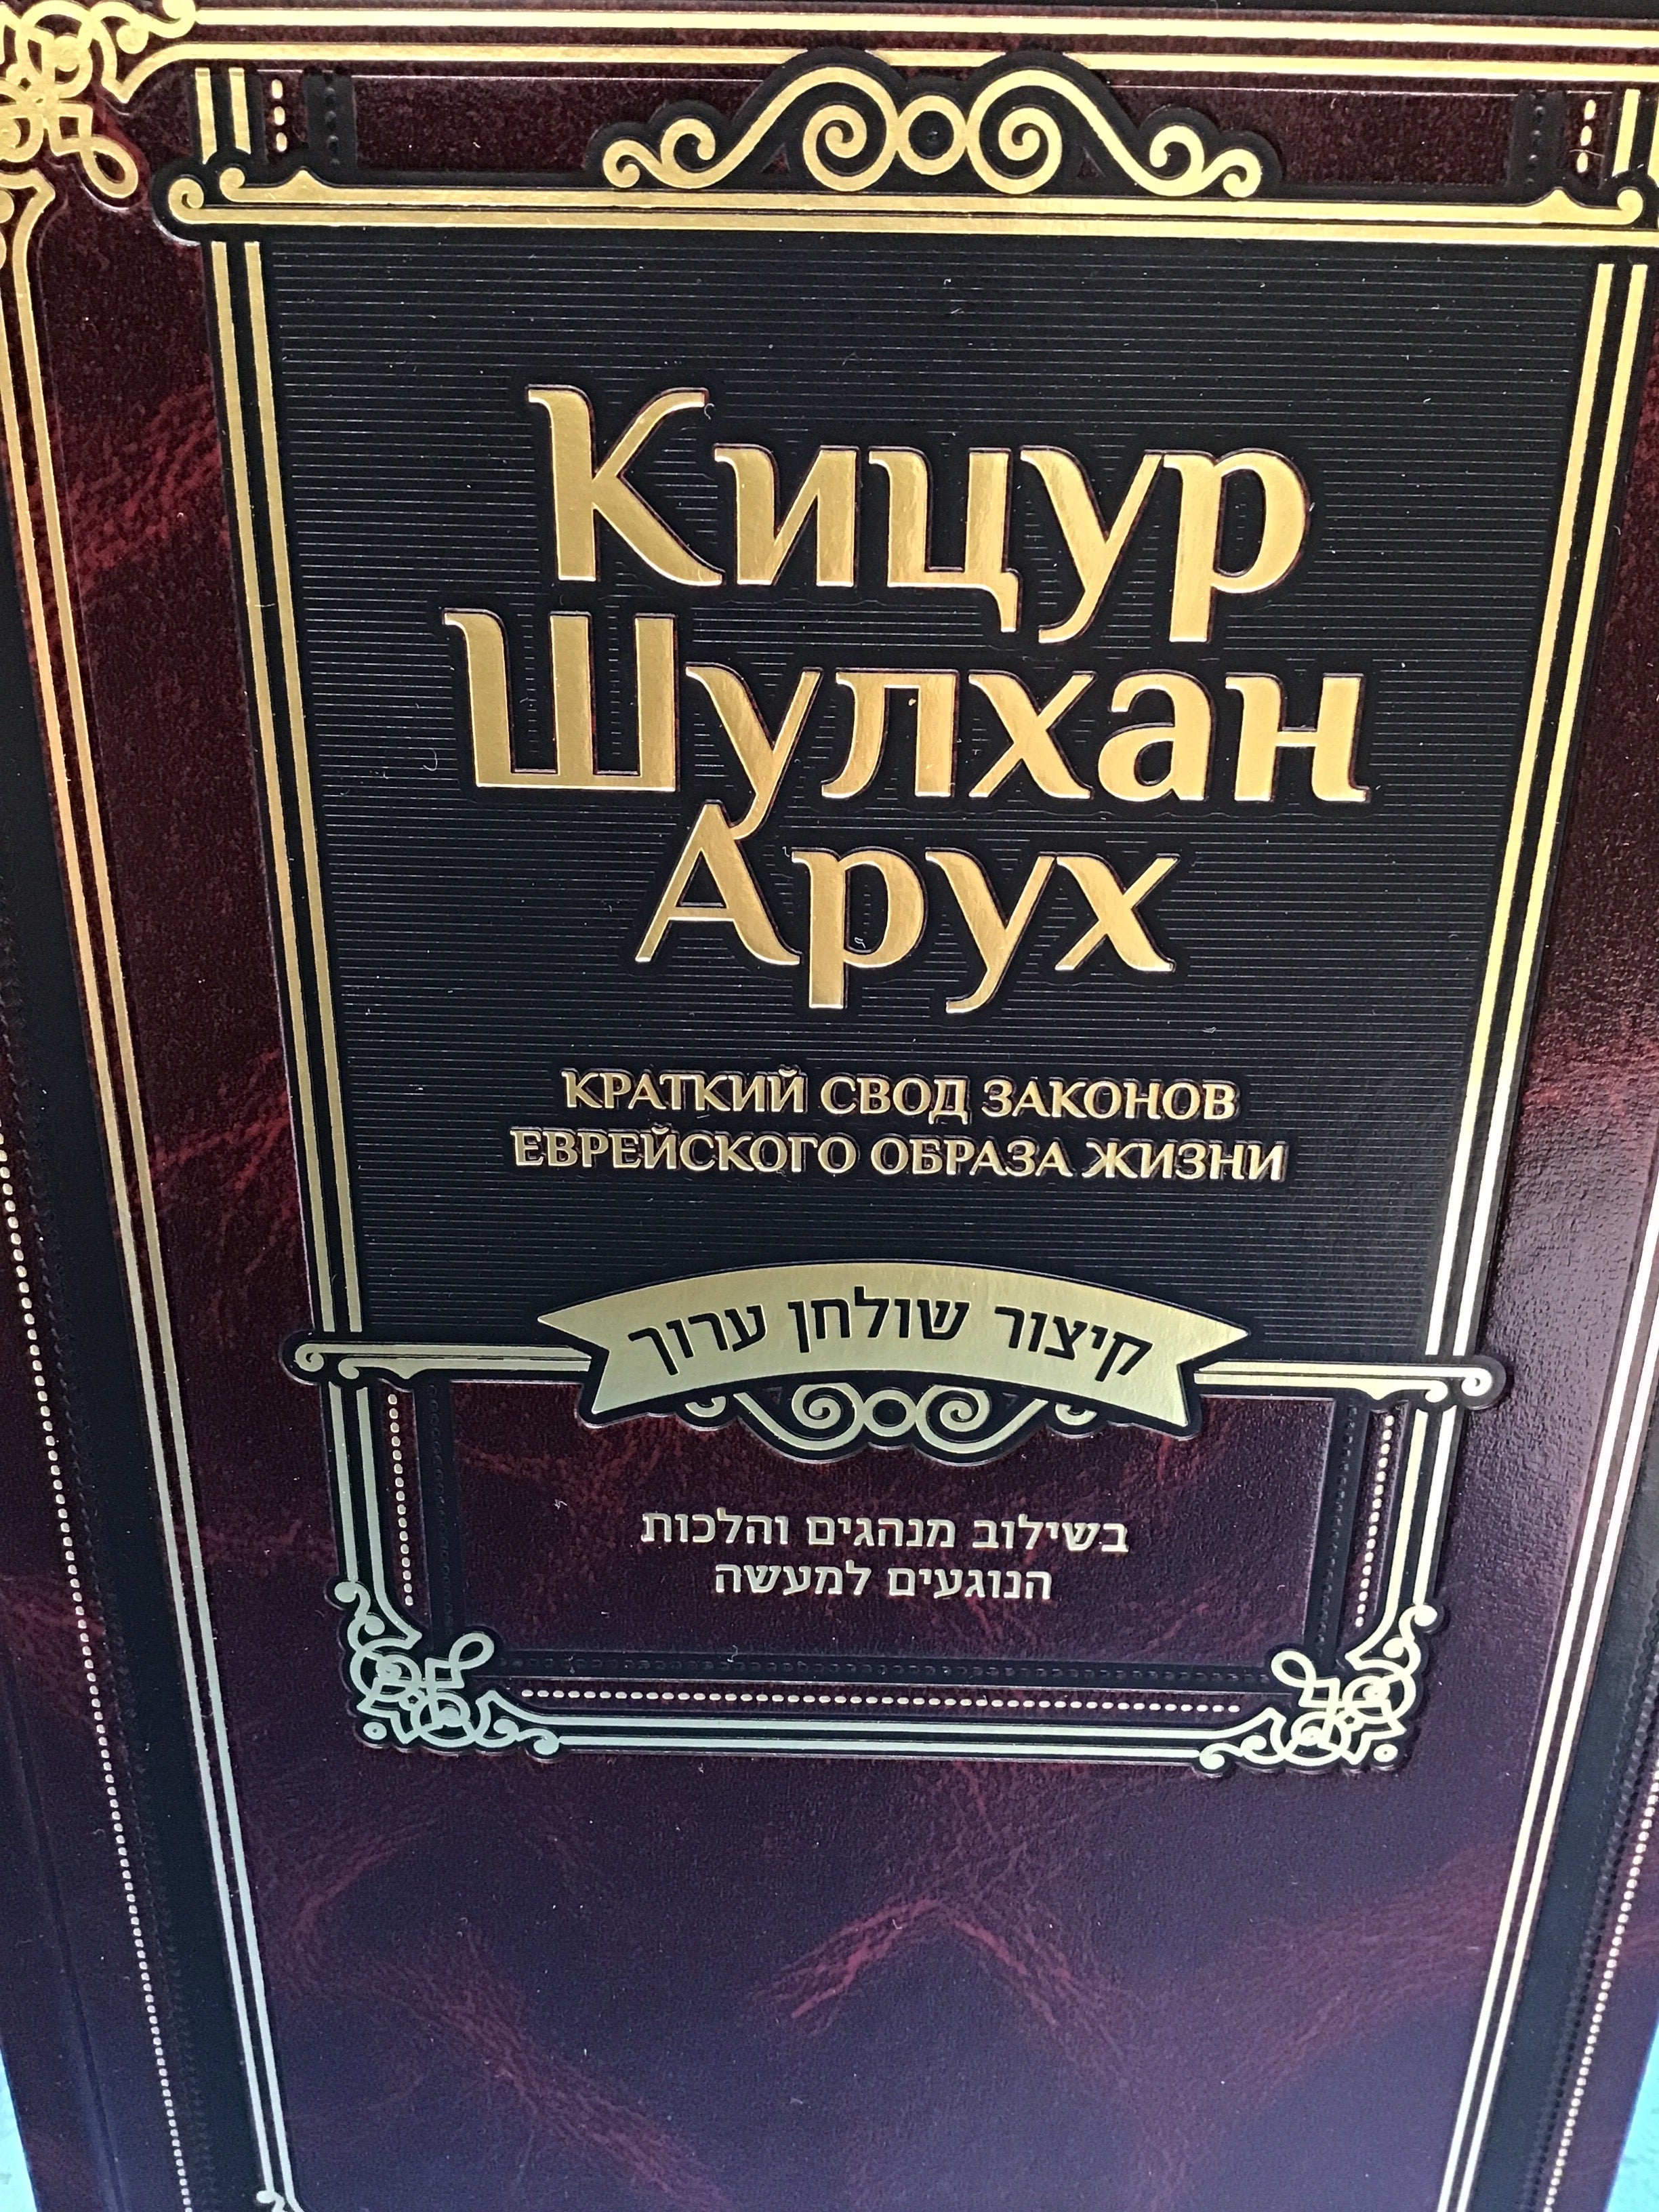 Кицур
Шулхан
Арух
КРАТКИЙ СВОД ЗАКОНОВ
ЕВРЕЙСКОГО ОБРАЗА ЖИЗНИ
קיצור שולחן ערוך
בשילוב מנהגים והלכות
הנוגעים למעשה